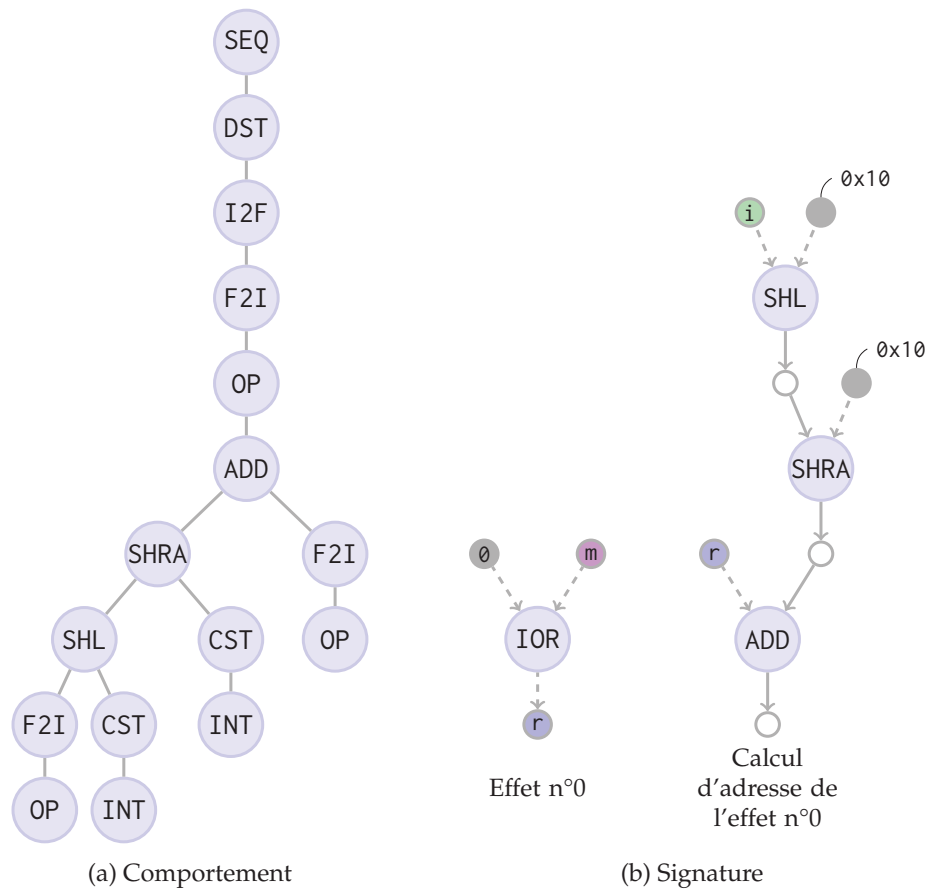 SEQ
DST
I2F
F2I
OP
ADD
SHRA
F2I
SHL
CST
OP
F2I
CST
INT
OP
INT
(a) Comportement
0x10
i
SHL
0x10
SHRA
0
m
r
IOR
ADD
r
Effet n°0
Calcul
d'adresse de
l'effet n°0
(b) Signature